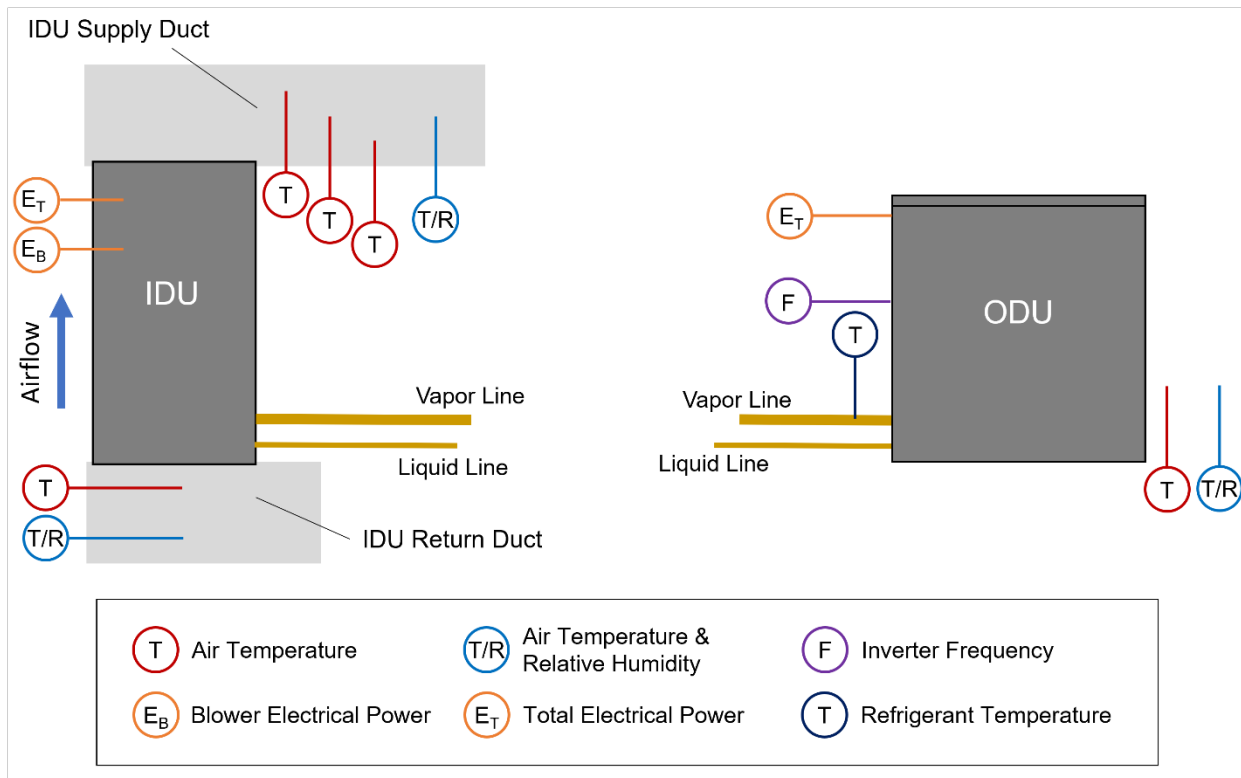 IDU Supply Duct
T
T
T
T/R
E_T
E_B
IDU
Airflow
Vapor Line
Liquid Line
T
T/R
IDU Return Duct
E_T
F
T
ODU
Vapor Line
Liquid Line
T
T/R
T Air Temperature
T/R Air Temperature &
Relative Humidity
F Inverter Frequency
E_B Blower Electrical Power
E_T Total Electrical Power
T Refrigerant Temperature